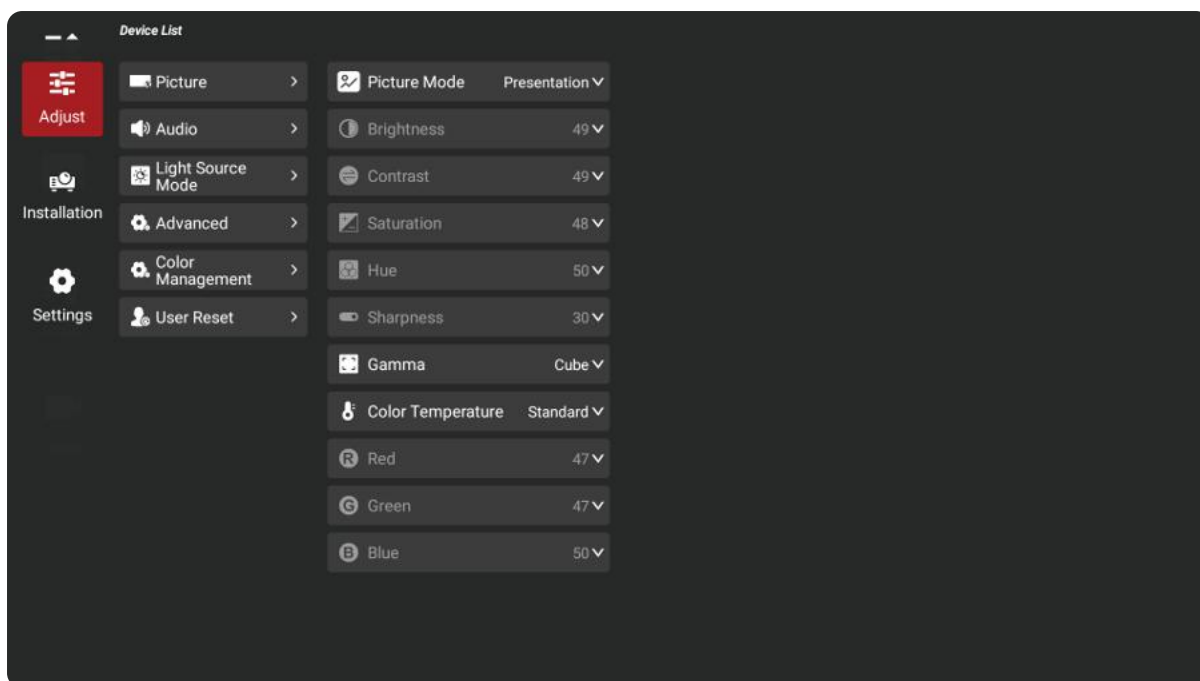 Device List
Adjust
Installation
Settings
Picture
Audio
Light Source
Mode
Advanced
Color
Management
User Reset
Picture Mode Presentation
Brightness 49
Contrast 49
Saturation 48
Hue 50
Sharpness 30
Gamma Cube
Color Temperature Standard
R Red 47
G Green 47
B Blue 50